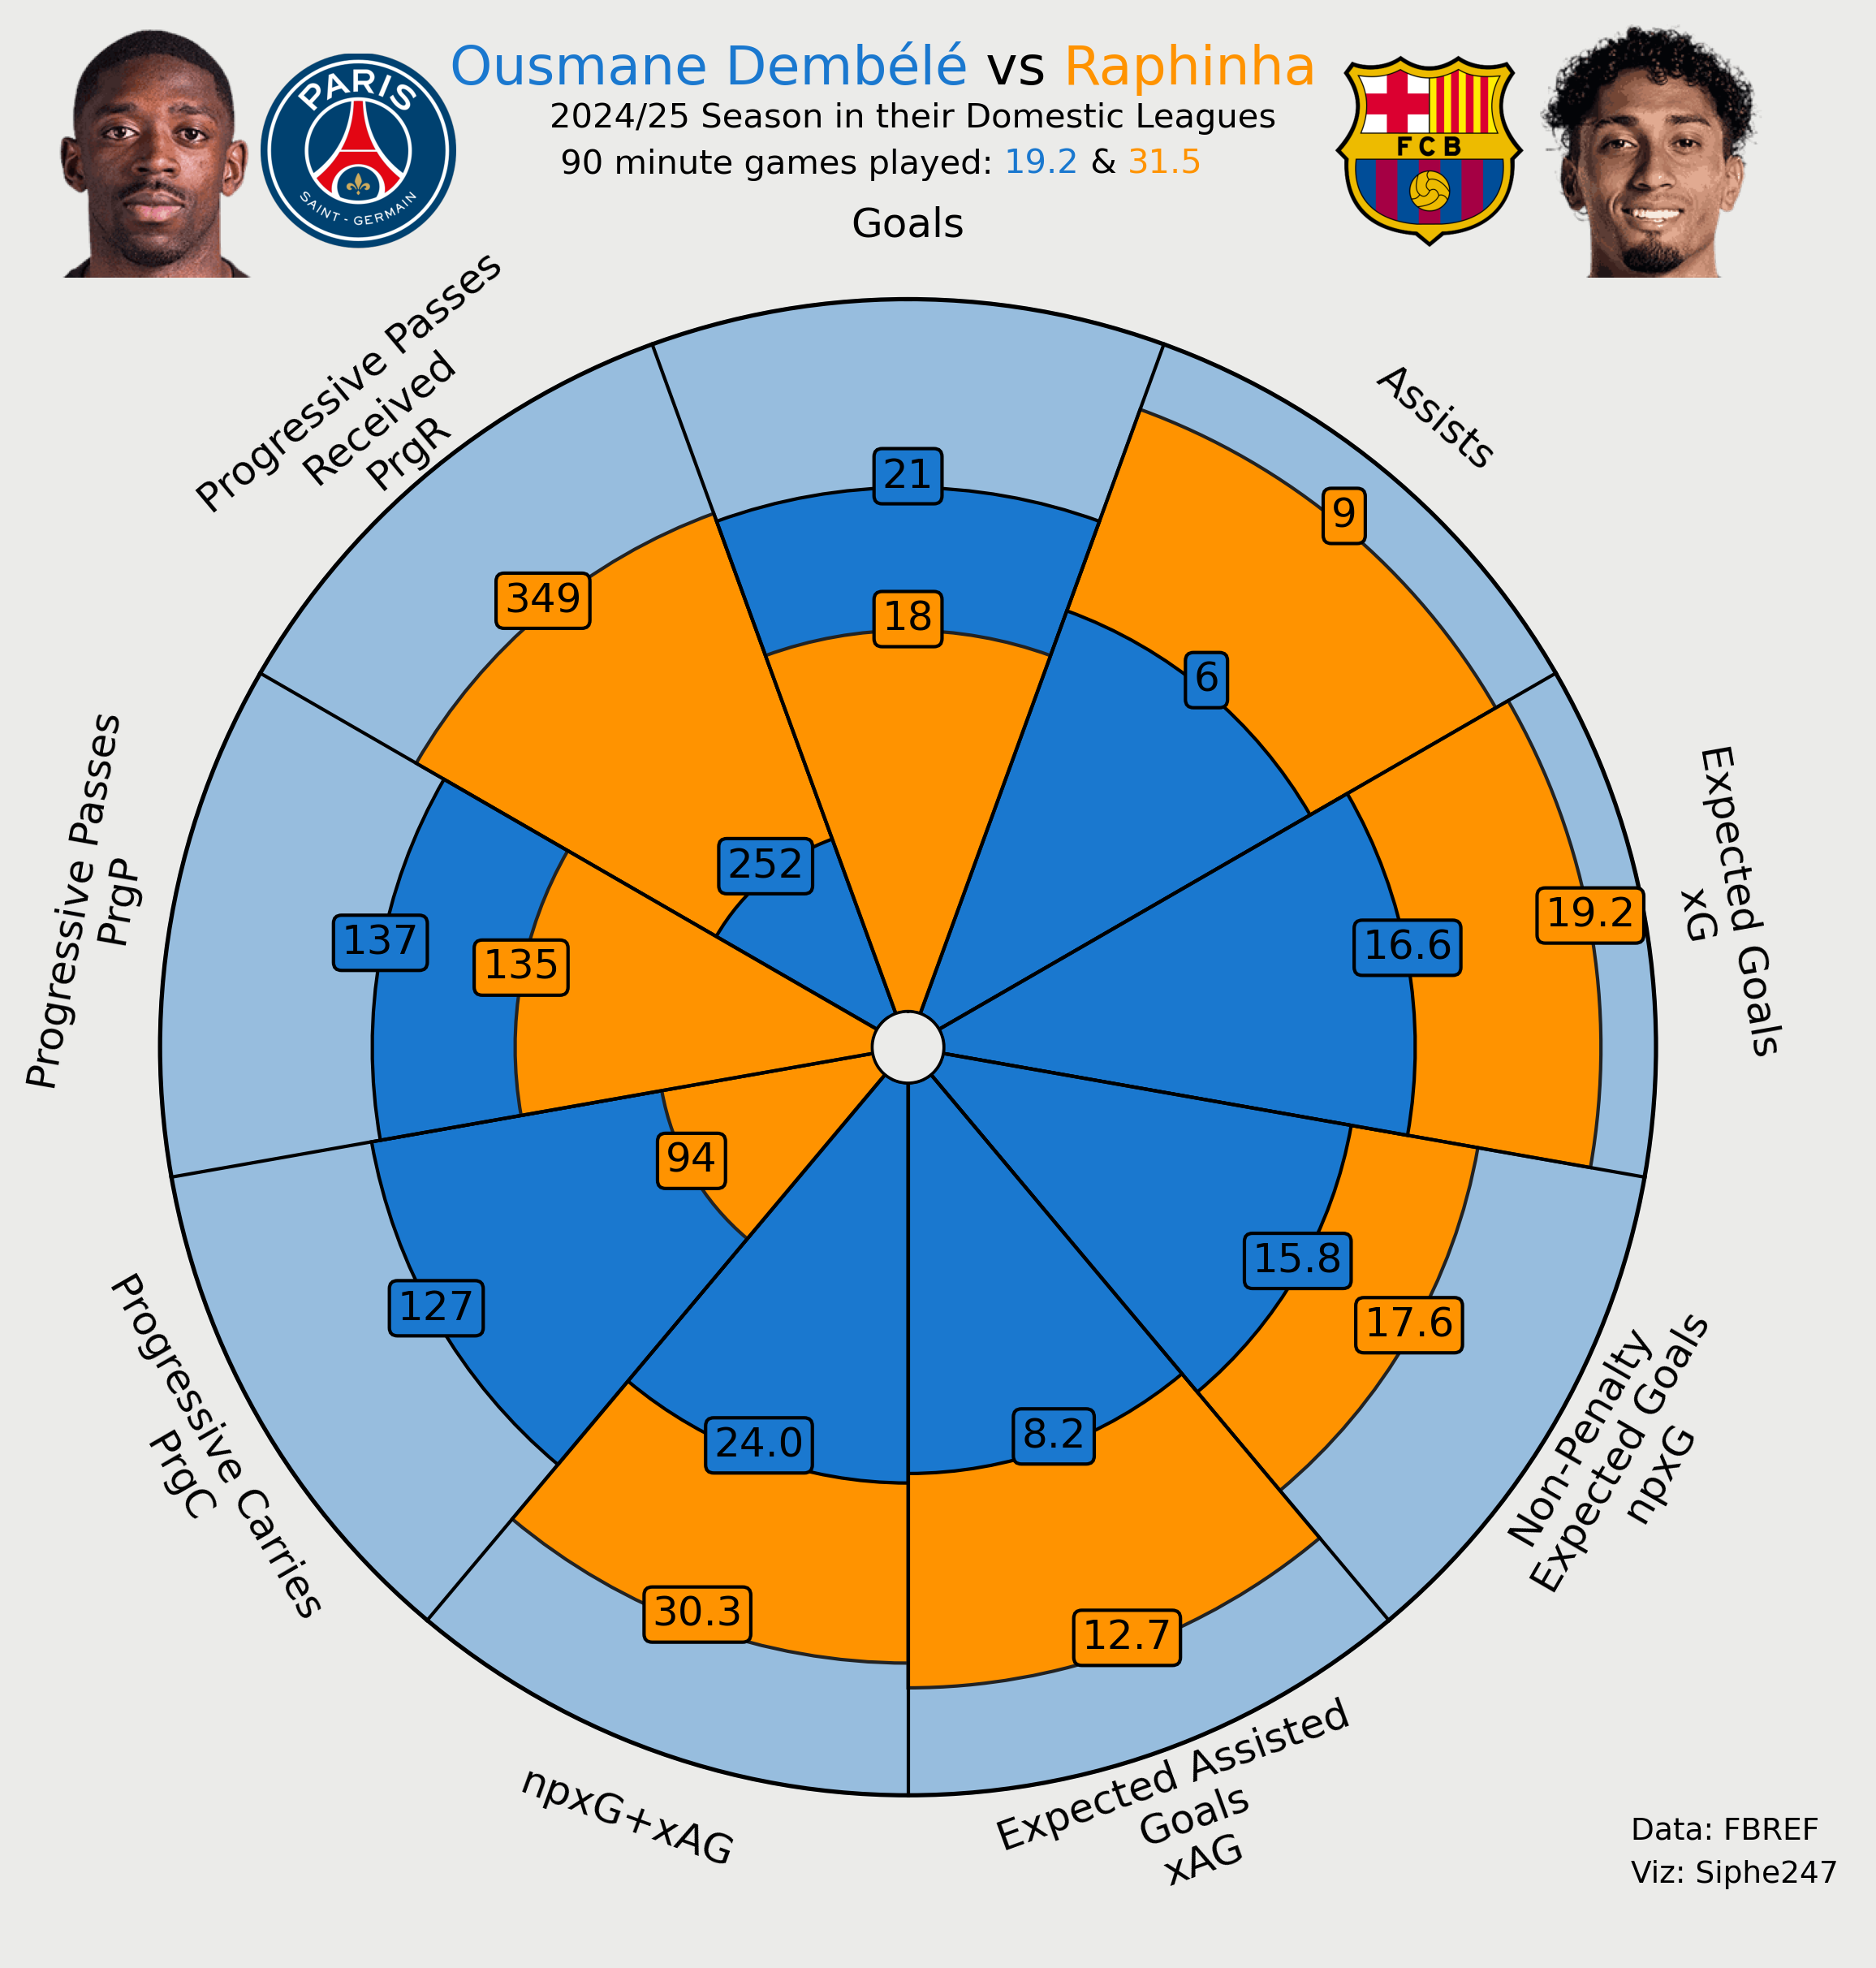 Ousmane Dembélé vs Raphinha
2024/25 Season in their Domestic Leagues
90 minute games played: 19.2 & 31.5
PARIS
SAINT - GERMAIN
FCB
Goals
21
18
Assists
9
6
Expected Goals
xG
19.2
16.6
Non-Penalty
Expected Goals
npxG
15.8
17.6
Expected Assisted
Goals
xAG
8.2
12.7
npxG+xAG
24.0
30.3
Progressive Carries
PrgC
94
127
Progressive Passes
PrgP
137
135
Progressive Passes
Received
PrgR
349
252
Data: FBREF
Viz: Siphe247